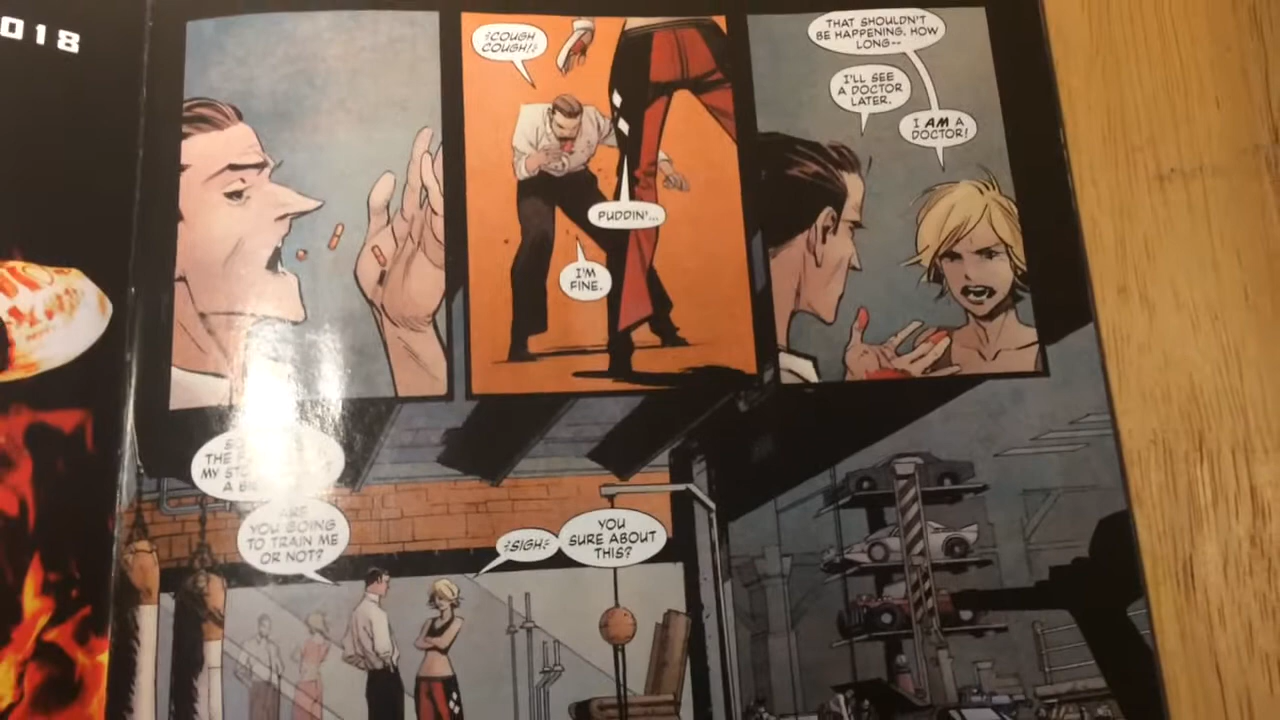 018
\COUGH
COUGH!\
PUDDIN'...
I'M
FINE.
THAT SHOULDN'T
BE HAPPENING. HOW
LONG--
I'LL SEE
A DOCTOR
LATER.
I AM A
DOCTOR!
THE
MY
A
ARE
YOU GOING
TO TRAIN ME
OR NOT?
\SIGH\
YOU
SURE ABOUT
THIS?